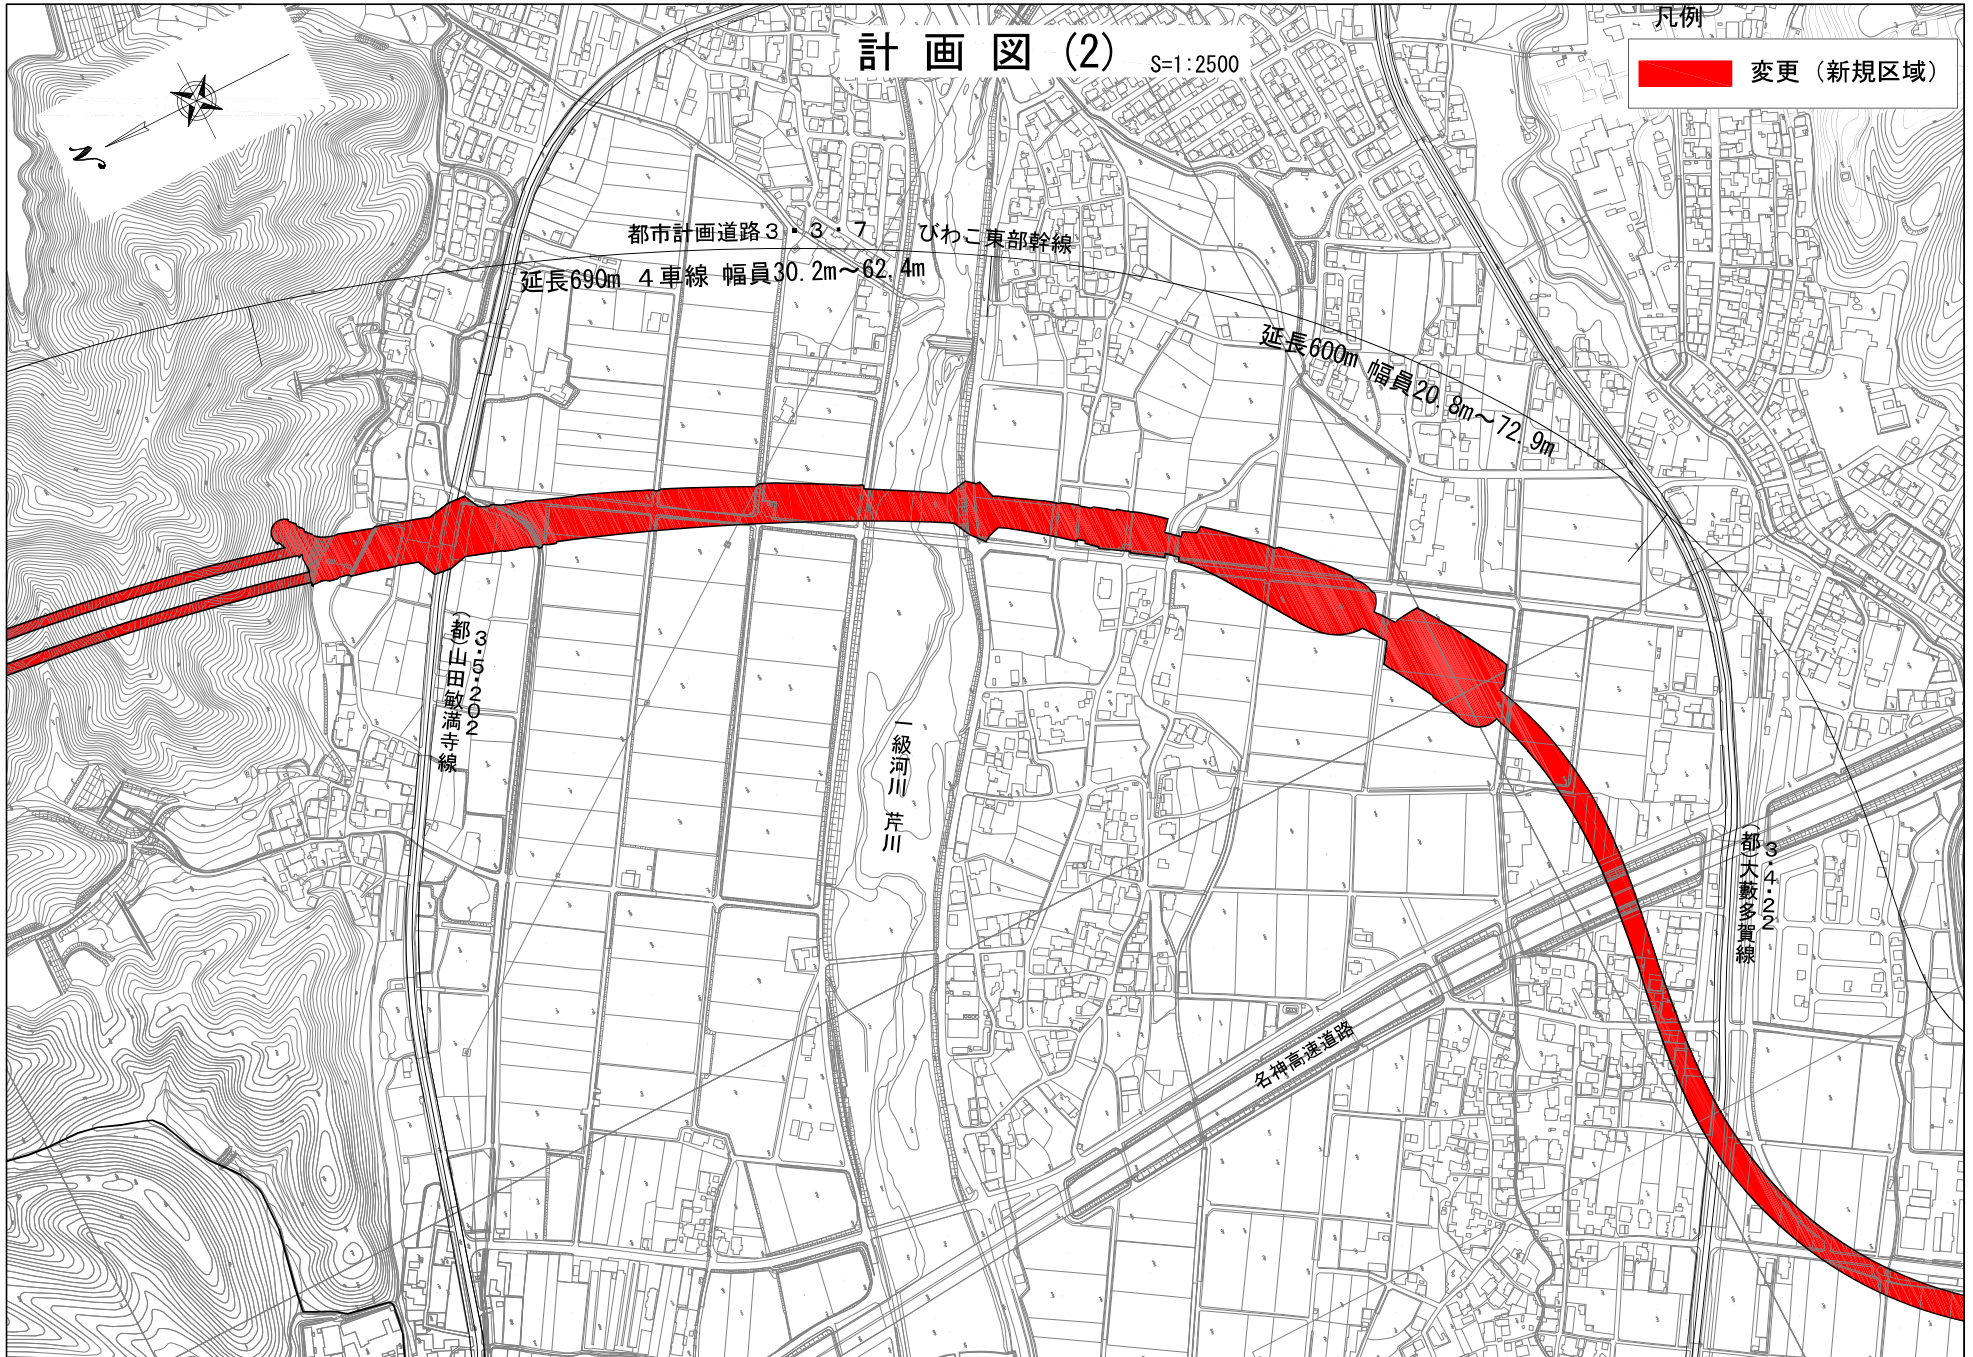 計画図(2)
S=1:2500
凡例
変更（新規区域）
N
都市計画道路3・3・7 びわこ東部幹線
延長690m 4車線 幅員30.2m～62.4m
延長600m 幅員20.8m～72.9m
3・5・202
(都)山田敏満寺線
一級河川 芹川
3・4・22
(都)大藪多賀線
名神高速道路